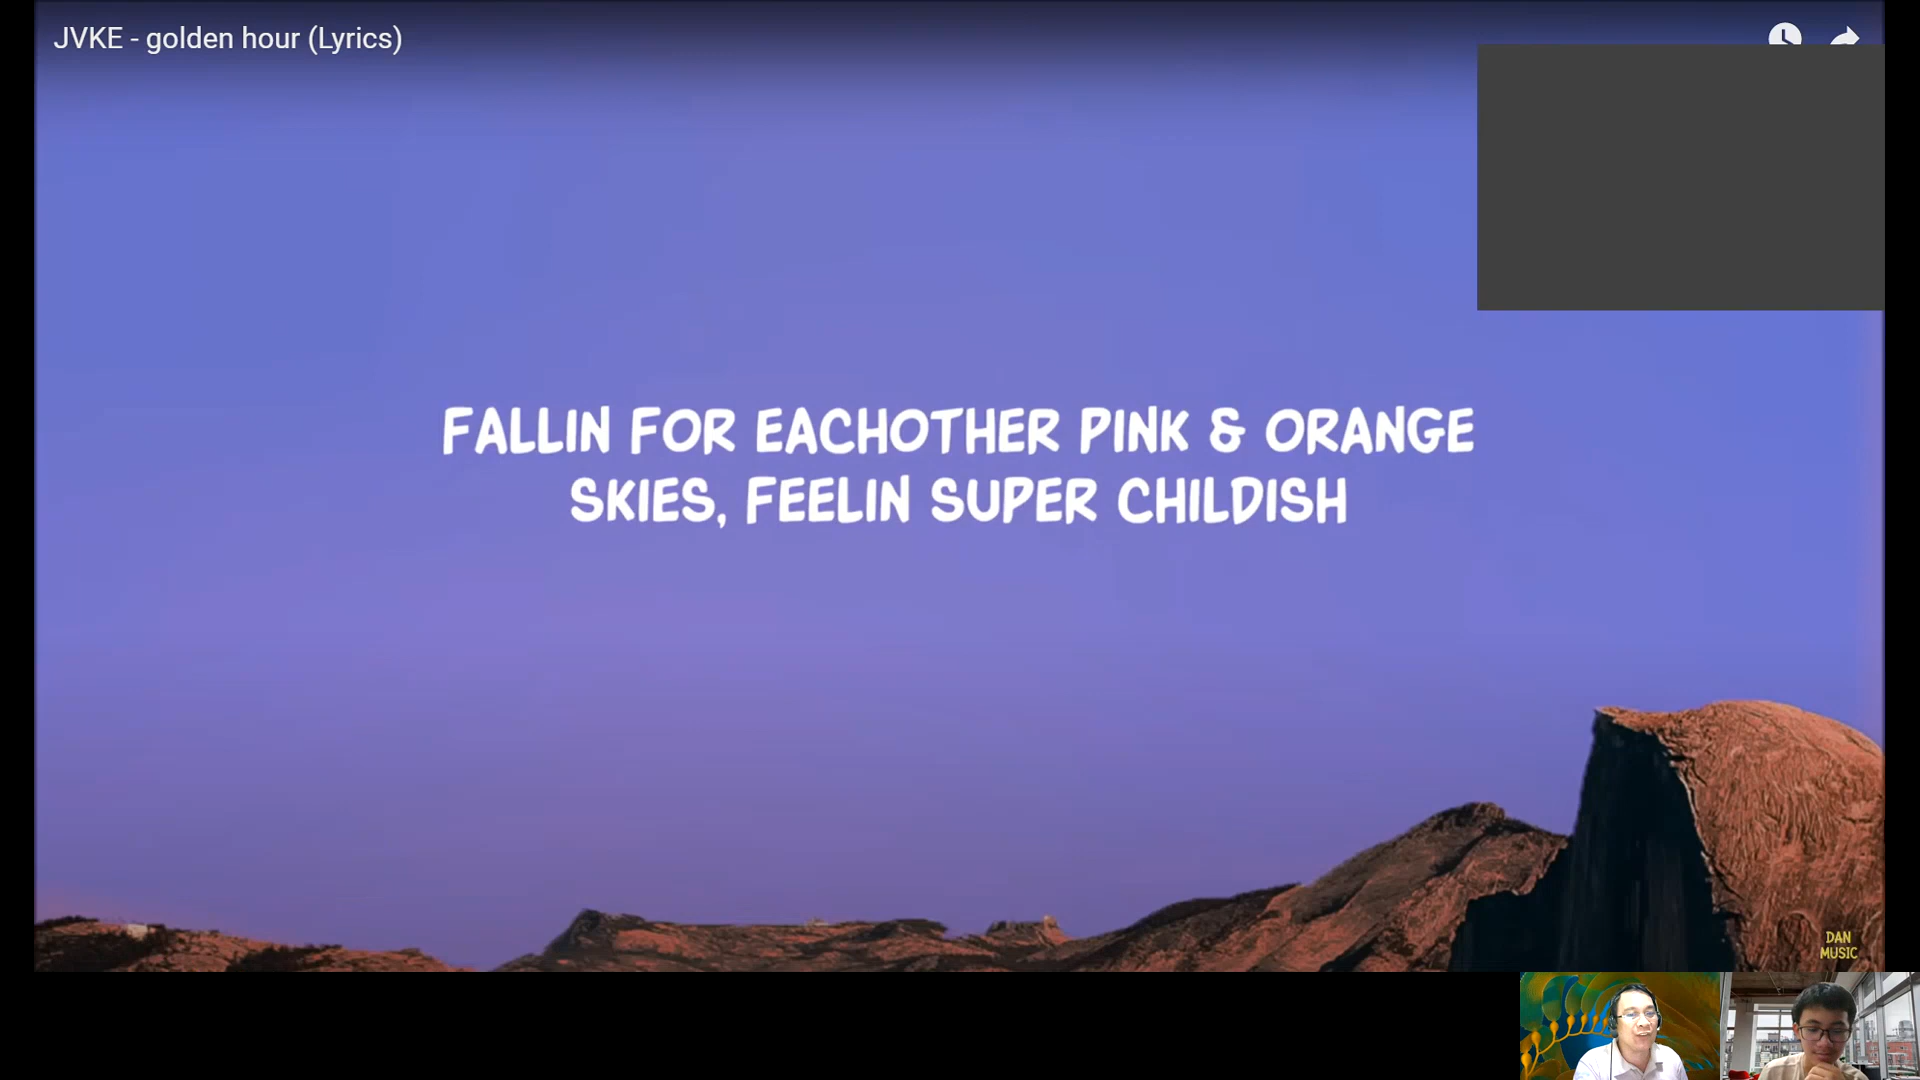 JVKE - golden hour (Lyrics)
FALLIN FOR EACHOTHER PINK & ORANGE
SKIES, FEELIN SUPER CHILDISH
DAN
MUSIC